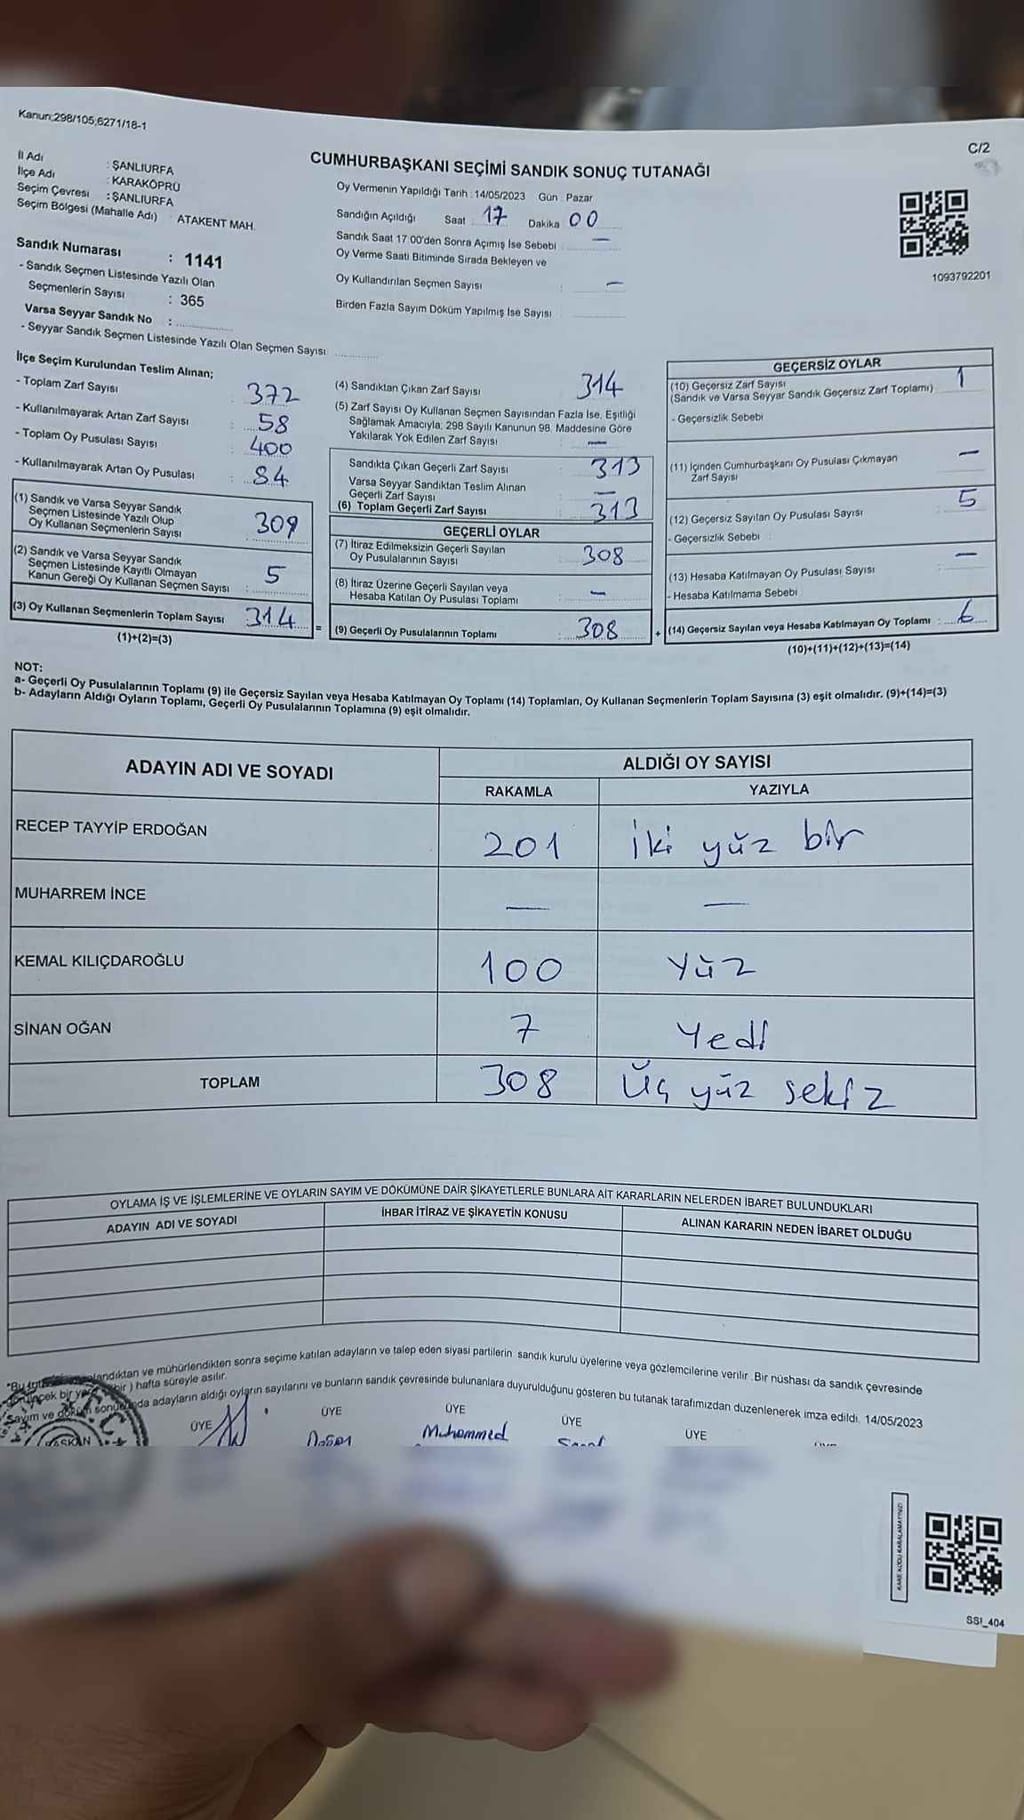 Kanun;298/105;6271/18-1
C/2
İl Adı : ŞANLIURFA
İlçe Adı : KARAKÖPRÜ
Seçim Çevresi : ŞANLIURFA
Seçim Bölgesi (Mahalle Adı) : ATAKENT MAH.
CUMHURBAŞKANI SEÇİMİ SANDIK SONUÇ TUTANAĞI
Oy Vermenin Yapıldığı Tarih : 14/05/2023 Gün : Pazar
Sandığın Açıldığı Saat : 17 Dakika 00
Sandık Saat 17:00'den Sonra Açımış İse Sebebi —
Oy Verme Saati Bitiminde Sırada Bekleyen ve
Oy Kullandırılan Seçmen Sayısı : —
Birden Fazla Sayım Döküm Yapılmış İse Sayısı
1093792201
Sandık Numarası : 1141
- Sandık Seçmen Listesinde Yazılı Olan
Seçmenlerin Sayısı : 365
Varsa Seyyar Sandık No :
- Seyyar Sandık Seçmen Listesinde Yazılı Olan Seçmen Sayısı
İlçe Seçim Kurulundan Teslim Alınan;
- Toplam Zarf Sayısı : 372
- Kullanılmayarak Artan Zarf Sayısı : 58
- Toplam Oy Pusulası Sayısı : 400
- Kullanılmayarak Artan Oy Pusulası : 84
(1) Sandık ve Varsa Seyyar Sandık
Seçmen Listesinde Yazılı Olup
Oy Kullanan Seçmenlerin Sayısı : 309
(2) Sandık ve Varsa Seyyar Sandık
Seçmen Listesinde Kayıtlı Olmayan
Kanun Gereği Oy Kullanan Seçmen Sayısı : 5
(3) Oy Kullanan Seçmenlerin Toplam Sayısı : 314 =
(1)+(2)=(3)
(4) Sandıktan Çıkan Zarf Sayısı 314
(5) Zarf Sayısı Oy Kullanan Seçmen Sayısından Fazla İse, Eşitliği
Sağlamak Amacıyla; 298 Sayılı Kanunun 98. Maddesine Göre
Yakılarak Yok Edilen Zarf Sayısı : —
Sandıkta Çıkan Geçerli Zarf Sayısı 313
Varsa Seyyar Sandıktan Teslim Alınan
Geçerli Zarf Sayısı —
(6) Toplam Geçerli Zarf Sayısı : 313
GEÇERLİ OYLAR
(7) İtiraz Edilmeksizin Geçerli Sayılan
Oy Pusulalarının Sayısı : 308
(8) İtiraz Üzerine Geçerli Sayılan veya
Hesaba Katılan Oy Pusulası Toplamı : —
(9) Geçerli Oy Pusulalarının Toplamı : 308 +
GEÇERSİZ OYLAR
(10) Geçersiz Zarf Sayısı
(Sandık ve Varsa Seyyar Sandık Geçersiz Zarf Toplamı) : 1
- Geçersizlik Sebebi
(11) İçinden Cumhurbaşkanı Oy Pusulası Çıkmayan
Zarf Sayısı —
(12) Geçersiz Sayılan Oy Pusulası Sayısı : 5
- Geçersizlik Sebebi :
(13) Hesaba Katılmayan Oy Pusulası Sayısı : —
- Hesaba Katılmama Sebebi
(14) Geçersiz Sayılan veya Hesaba Katılmayan Oy Toplamı : 6
(10)+(11)+(12)+(13)=(14)
NOT:
a- Geçerli Oy Pusulalarının Toplamı (9) ile Geçersiz Sayılan veya Hesaba Katılmayan Oy Toplamı (14) Toplamları, Oy Kullanan Seçmenlerin Toplam Sayısına (3) eşit olmalıdır. (9)+(14)=(3)
b- Adayların Aldığı Oyların Toplamı, Geçerli Oy Pusulalarının Toplamına (9) eşit olmalıdır.
ADAYIN ADI VE SOYADI ALDIĞI OY SAYISI
RAKAMLA YAZIYLA
RECEP TAYYİP ERDOĞAN 201 İki yüz bir
MUHARREM İNCE — —
KEMAL KILIÇDAROĞLU 100 Yüz
SİNAN OĞAN 7 Yedi
TOPLAM 308 Üç yüz sekiz
OYLAMA İŞ VE İŞLEMLERİNE VE OYLARIN SAYIM VE DÖKÜMÜNE DAİR ŞİKAYETLERLE BUNLARA AİT KARARLARIN NELERDEN İBARET BULUNDUKLARI
ADAYIN ADI VE SOYADI İHBAR İTİRAZ VE ŞİKAYETİN KONUSU ALINAN KARARIN NEDEN İBARET OLDUĞU
ve mühürlendikten sonra seçime katılan adayların ve talep eden siyasi partilerin sandık kurulu üyelerine veya gözlemcilerine verilir. Bir nüshası da sandık çevresinde
hafta süreyle asılır.
Sayım ve adayların aldığı oyların sayılarını ve bunların sandık çevresinde bulunanlara duyurulduğunu gösteren bu tutanak tarafımızdan düzenlenerek imza edildi. 14/05/2023
ÜYE ÜYE ÜYE ÜYE ÜYE
Muhammed
T.C.
KARE KODU KARALAMAYINIZ!
SSI_404